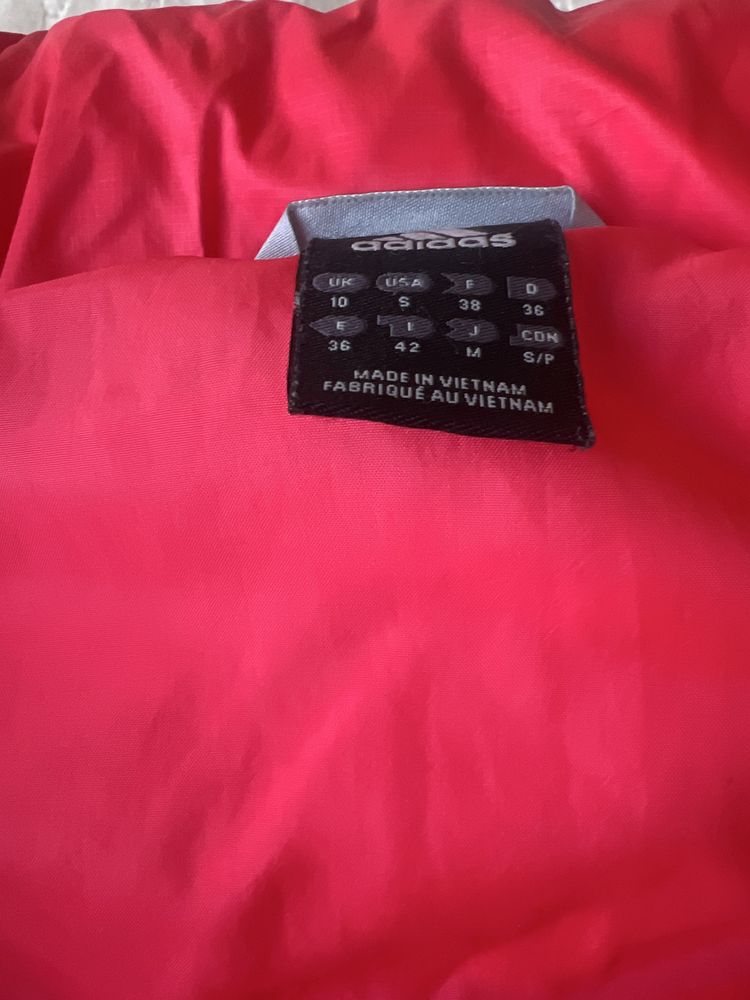 adidas
UK USA F D
10 S 38 36
E I J CDN
36 42 M S/P
MADE IN VIETNAM
FABRIQUÉ AU VIETNAM